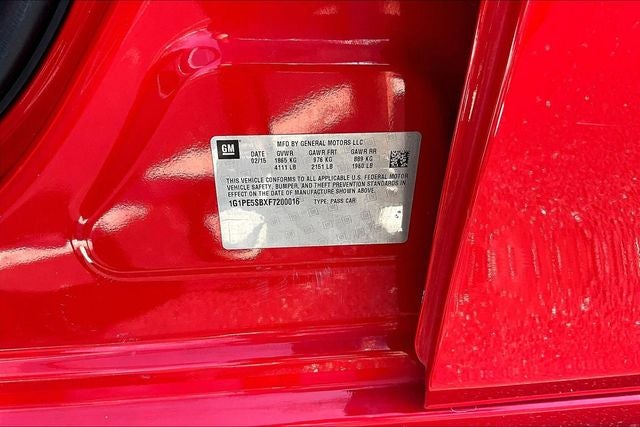 GM
MFD BY GENERAL MOTORS LLC
DATE GVWR GAWR FRT GAWR RR
02/15 1865 KG 976 KG 889 KG
4111 LB 2151 LB 1960 LB
THIS VEHICLE CONFORMS TO ALL APPLICABLE U.S. FEDERAL MOTOR
VEHICLE SAFETY, BUMPER, AND THEFT PREVENTION STANDARDS IN
EFFECT ON THE DATE OF MANUFACTURE SHOWN ABOVE.
1G1PE5SBXF7200016 TYPE: PASS CAR